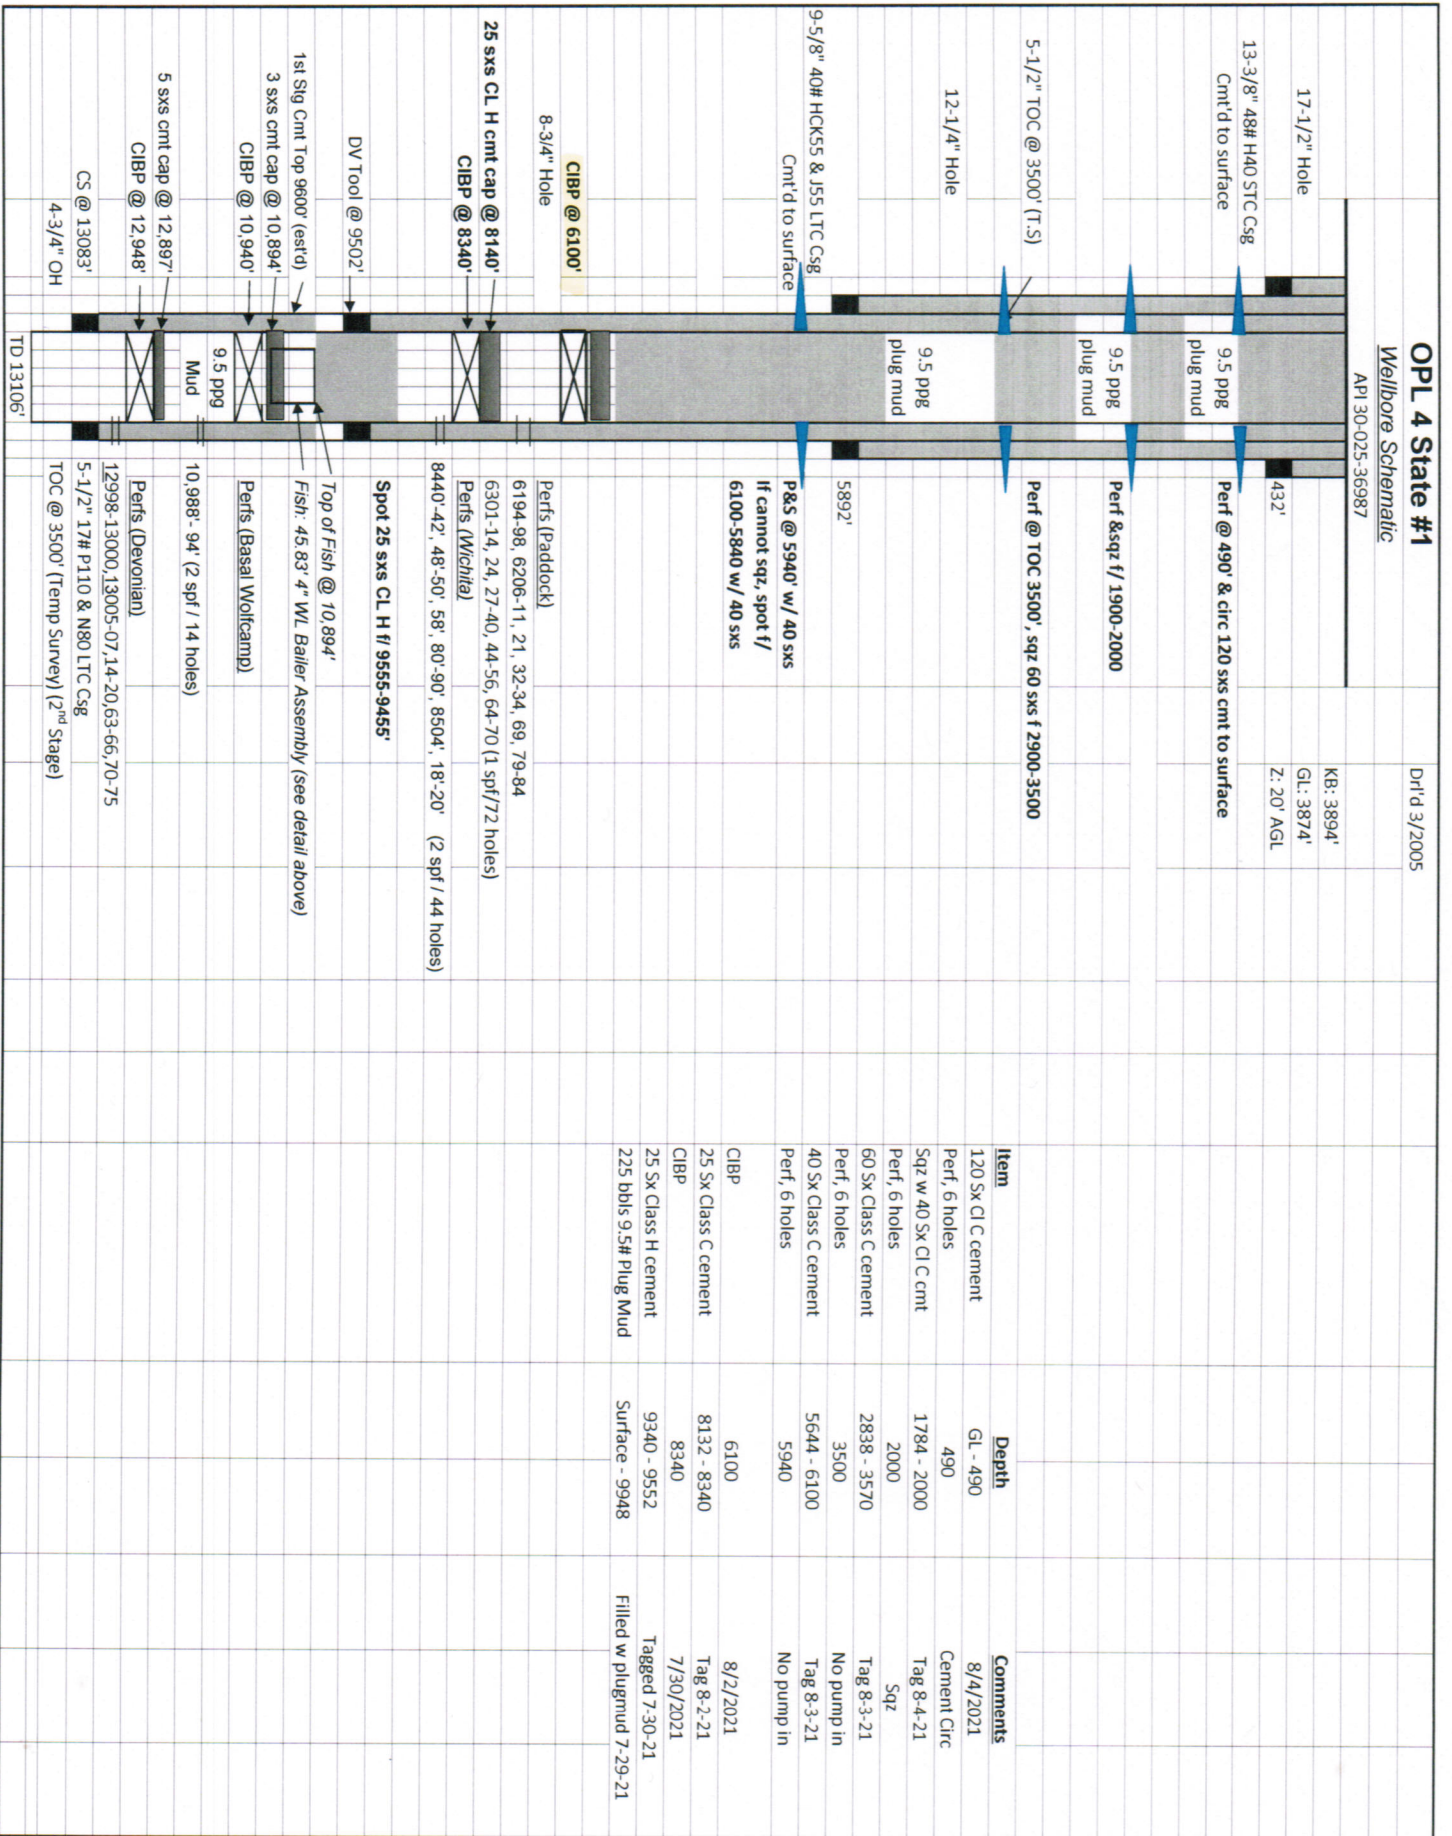 OPL 4 State #1
Wellbore Schematic
API 30-025-36987
Drl'd 3/2005
KB: 3894'
GL: 3874'
Z: 20' AGL
17-1/2" Hole
13-3/8" 48# H40 STC Csg
Cmt'd to surface
432'
Perf @ 490' & circ 120 sxs cmt to surface
9.5 ppg
plug mud
Perf &sqz f/ 1900-2000
9.5 ppg
plug mud
5-1/2" TOC @ 3500' (T.S)
Perf @ TOC 3500', sqz 60 sxs f 2900-3500
12-1/4" Hole
9.5 ppg
plug mud
9-5/8" 40# HCK55 & J55 LTC Csg
Cmt'd to surface
5892'
P&S @ 5940' w/ 40 sxs
If cannot sqz, spot f/
6100-5840 w/ 40 sxs
CIBP @ 6100'
8-3/4" Hole
Perfs (Paddock)
6194-98, 6206-11, 21, 32-34, 69, 79-84
6301-14, 24, 27-40, 44-56, 64-70 (1 spf/72 holes)
25 sxs CL H cmt cap @ 8140'
CIBP @ 8340'
Perfs (Wichita)
8440'-42', 48'-50', 58', 80'-90', 8504', 18'-20' (2 spf / 44 holes)
Spot 25 sxs CL H f/ 9555-9455'
DV Tool @ 9502'
1st Stg Cmt Top 9600' (est'd)
Top of Fish @ 10,894'
Fish: 45.83' 4" WL Bailer Assembly (see detail above)
3 sxs cmt cap @ 10,894'
CIBP @ 10,940'
Perfs (Basal Wolfcamp)
10,988'- 94' (2 spf / 14 holes)
9.5 ppg
Mud
5 sxs cmt cap @ 12,897'
CIBP @ 12,948'
Perfs (Devonian)
12998-13000,13005-07,14-20,63-66,70-75
CS @ 13083'
5-1/2" 17# P110 & N80 LTC Csg
TOC @ 3500' (Temp Survey) (2nd Stage)
4-3/4" OH
TD 13106'
Item Depth Comments
120 Sx Cl C cement GL - 490 8/4/2021
Perf, 6 holes 490 Cement Circ
Sqz w 40 Sx Cl C cmt 1784 - 2000 Tag 8-4-21
Perf, 6 holes 2000 Sqz
60 Sx Class C cement 2838 - 3570 Tag 8-3-21
Perf, 6 holes 3500 No pump in
40 Sx Class C cement 5644 - 6100 Tag 8-3-21
Perf, 6 holes 5940 No pump in
CIBP 6100 8/2/2021
25 Sx Class C cement 8132 - 8340 Tag 8-2-21
CIBP 8340 7/30/2021
25 Sx Class H cement 9340 - 9552 Tagged 7-30-21
225 bbls 9.5# Plug Mud Surface - 9948 Filled w plugmud 7-29-21